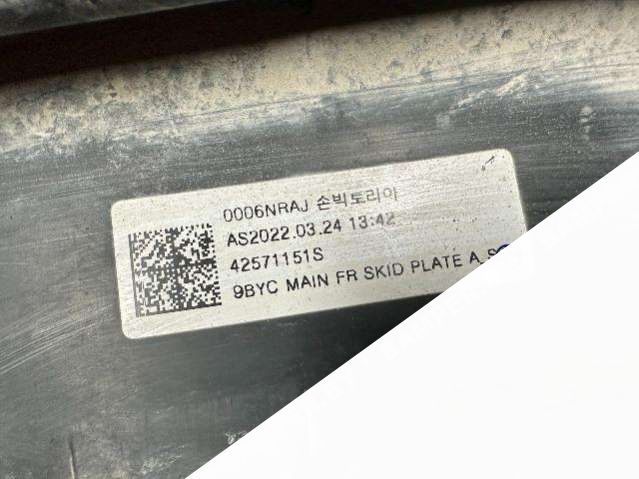 0006NRAJ 손빅토리아
AS2022.03.24 13:42
42571151S
9BYC MAIN FR SKID PLATE A